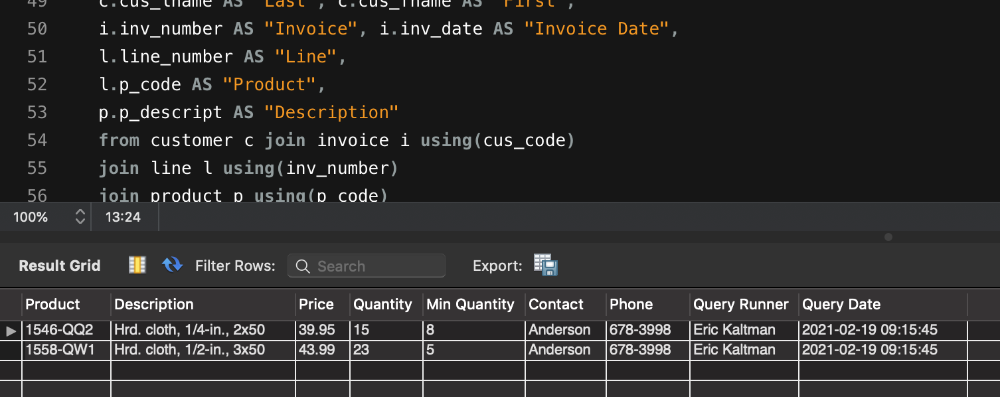 49 c.cus_lname AS "Last", c.cus_fname AS "First",
50 i.inv_number AS "Invoice", i.inv_date AS "Invoice Date",
51 l.line_number AS "Line",
52 l.p_code AS "Product",
53 p.p_descript AS "Description"
54 from customer c join invoice i using(cus_code)
55 join line l using(inv_number)
56 join product p using(p_code)
100% 13:24
Result Grid Filter Rows: Search Export:
Product Description Price Quantity Min Quantity Contact Phone Query Runner Query Date
1546-QQ2 Hrd. cloth, 1/4-in., 2x50 39.95 15 8 Anderson 678-3998 Eric Kaltman 2021-02-19 09:15:45
1558-QW1 Hrd. cloth, 1/2-in., 3x50 43.99 23 5 Anderson 678-3998 Eric Kaltman 2021-02-19 09:15:45